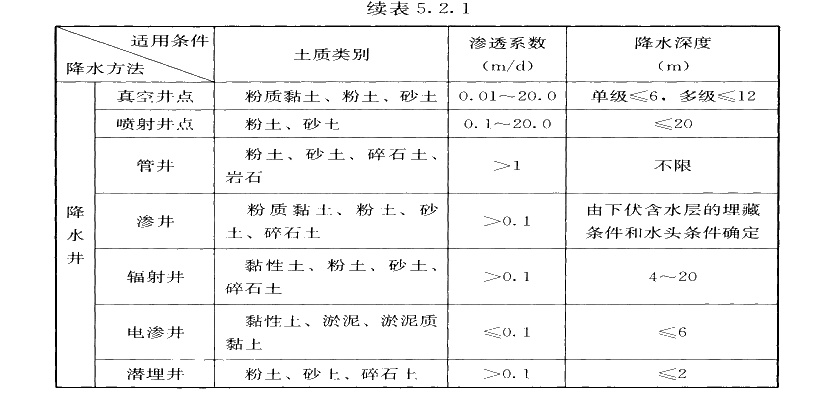 续表 5.2.1
适用条件
降水方法
土质类别
渗透系数
(m/d)
降水深度
(m)
降
水
井
真空井点
粉质黏土、粉土、砂土
0.01～20.0
单级≤6，多级≤12
喷射井点
粉土、砂土
0.1～20.0
≤20
管井
粉土、砂土、碎石土、
岩石
>1
不限
渗井
粉质黏土、粉土、砂
土、碎石土
>0.1
由下伏含水层的埋藏
条件和水头条件确定
辐射井
黏性土、粉土、砂土、
碎石土
>0.1
4～20
电渗井
黏性土、淤泥、淤泥质
黏土
≤0.1
≤6
潜埋井
粉土、砂土、碎石土
>0.1
≤2